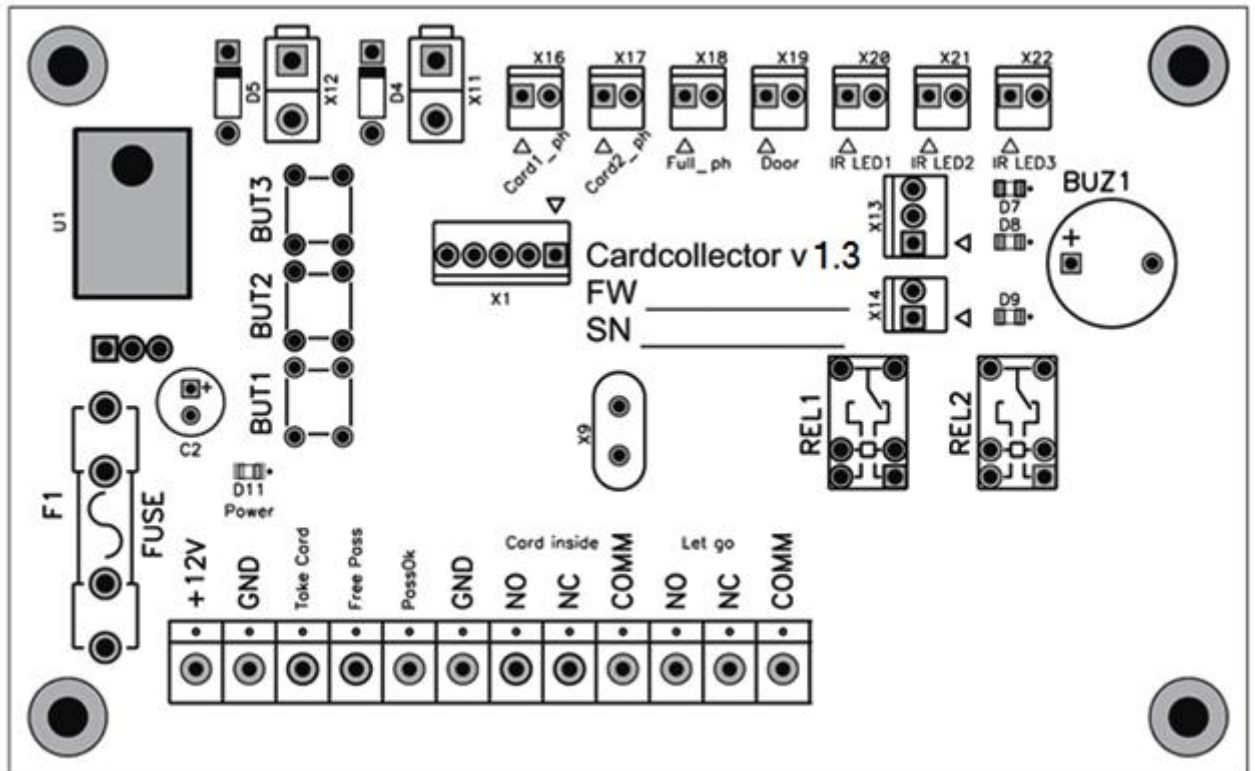 X16 X17 X18 X19 X20 X21 X22
D5 X12 D4 X11
Card1_ph Card2_ph Full_ph Door IR LED1 IR LED2 IR LED3
U1
BUT3
BUT2
BUT1
X1
Cardcollector v 1.3
FW
SN
X13
X14
D7
D8
D9
BUZ1
+
+
C2
X9
REL1
REL2
F1
FUSE
D11
Power
Card inside Let go
+12V GND Take Card Free Pass PassOk GND NO NC COMM NO NC COMM